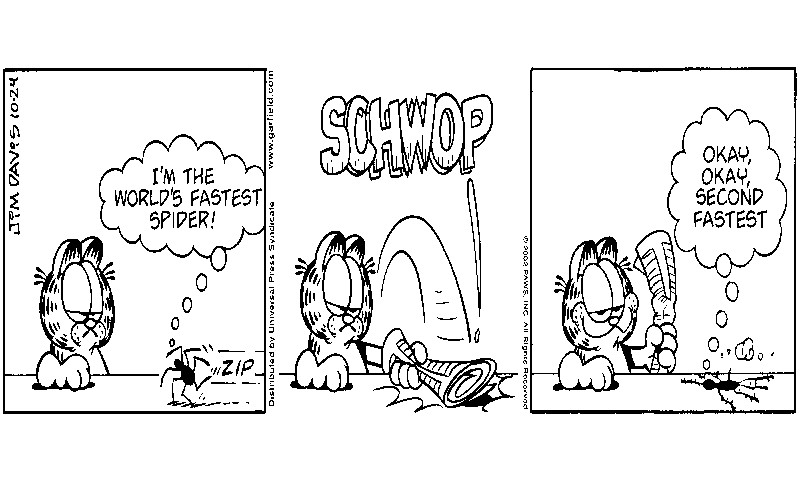 JIM DAVIS 10-24
I'M THE
WORLD'S FASTEST
SPIDER!
ZIP
www.garfield.com
Distributed by Universal Press Syndicate
SCHWOP
© 2003 PAWS, INC. All Rights Reserved
OKAY,
OKAY,
SECOND
FASTEST